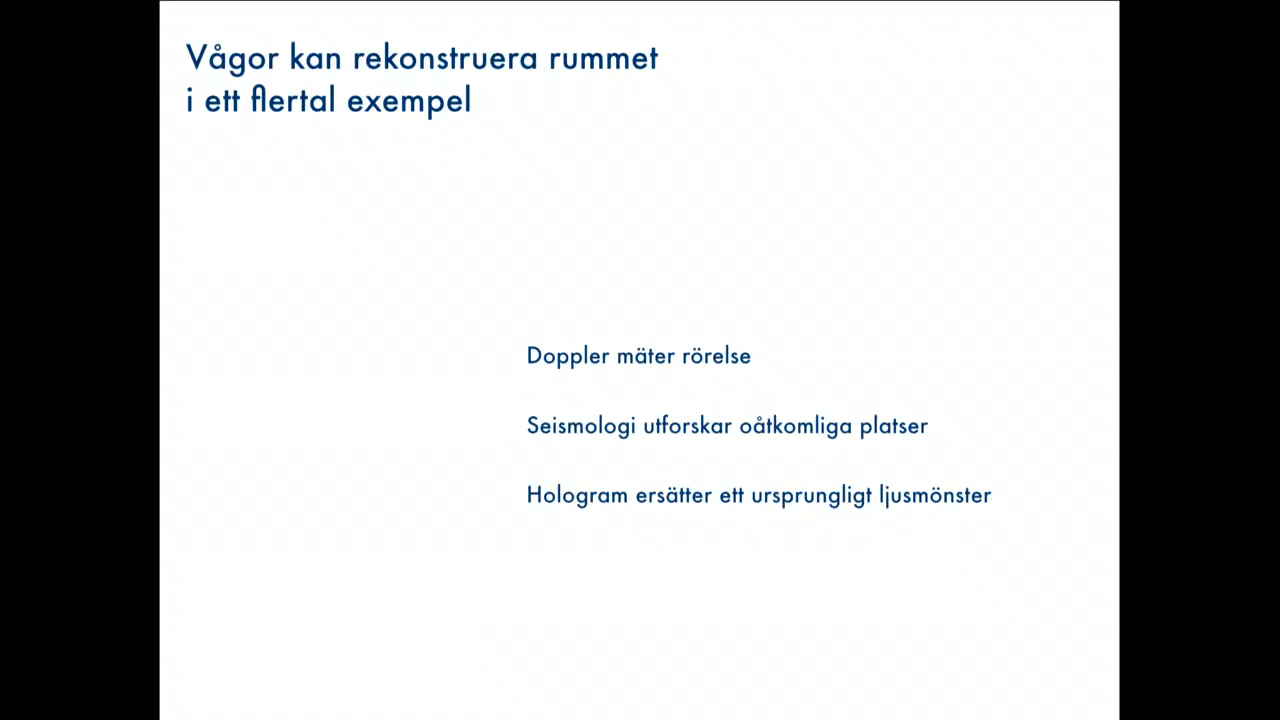 Vågor kan rekonstruera rummet
i ett flertal exempel
Doppler mäter rörelse
Seismologi utforskar oåtkomliga platser
Hologram ersätter ett ursprungligt ljusmönster